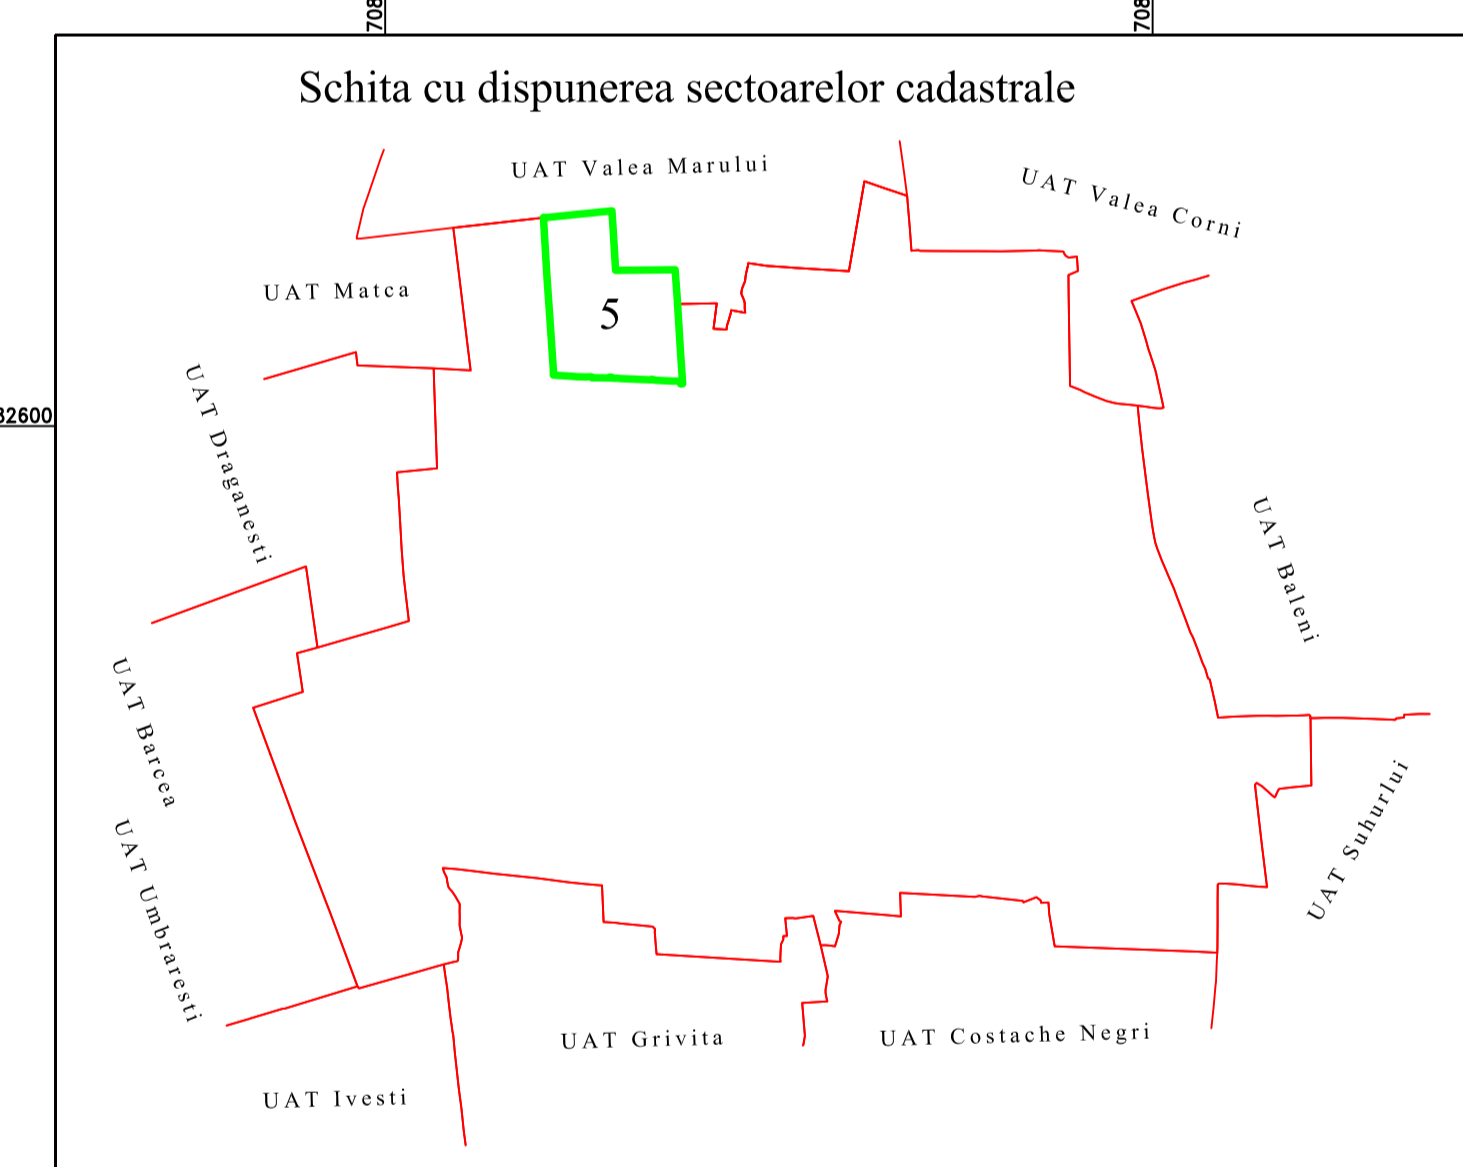 708
708
Schita cu dispunerea sectoarelor cadastrale
UAT Valea Marului
UAT Valea Corni
UAT Matca
5
UAT Draganesti
32600
UAT Baleni
UAT Barcea
UAT Suhurlui
UAT Umbraresti
UAT Grivita
UAT Costache Negri
UAT Ivesti